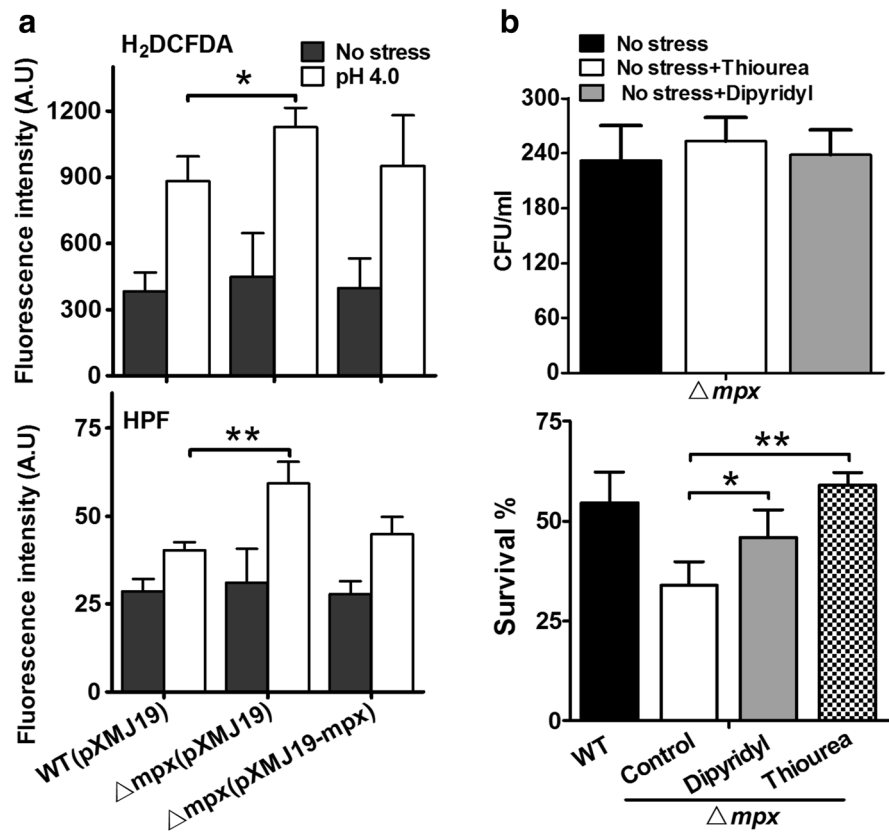 a
H₂DCFDA
No stress
pH 4.0
Fluorescence intensity (A.U)
1200
900
600
300
0
*
HPF
Fluorescence intensity (A.U)
75
50
25
0
**
WT(pXMJ19)
△mpx(pXMJ19)
△mpx(pXMJ19-mpx)
b
No stress
No stress+Thiourea
No stress+Dipyridyl
CFU/ml
300
240
180
120
60
0
△mpx
Survival %
75
50
25
0
*
**
WT
Control
Dipyridyl
Thiourea
△mpx